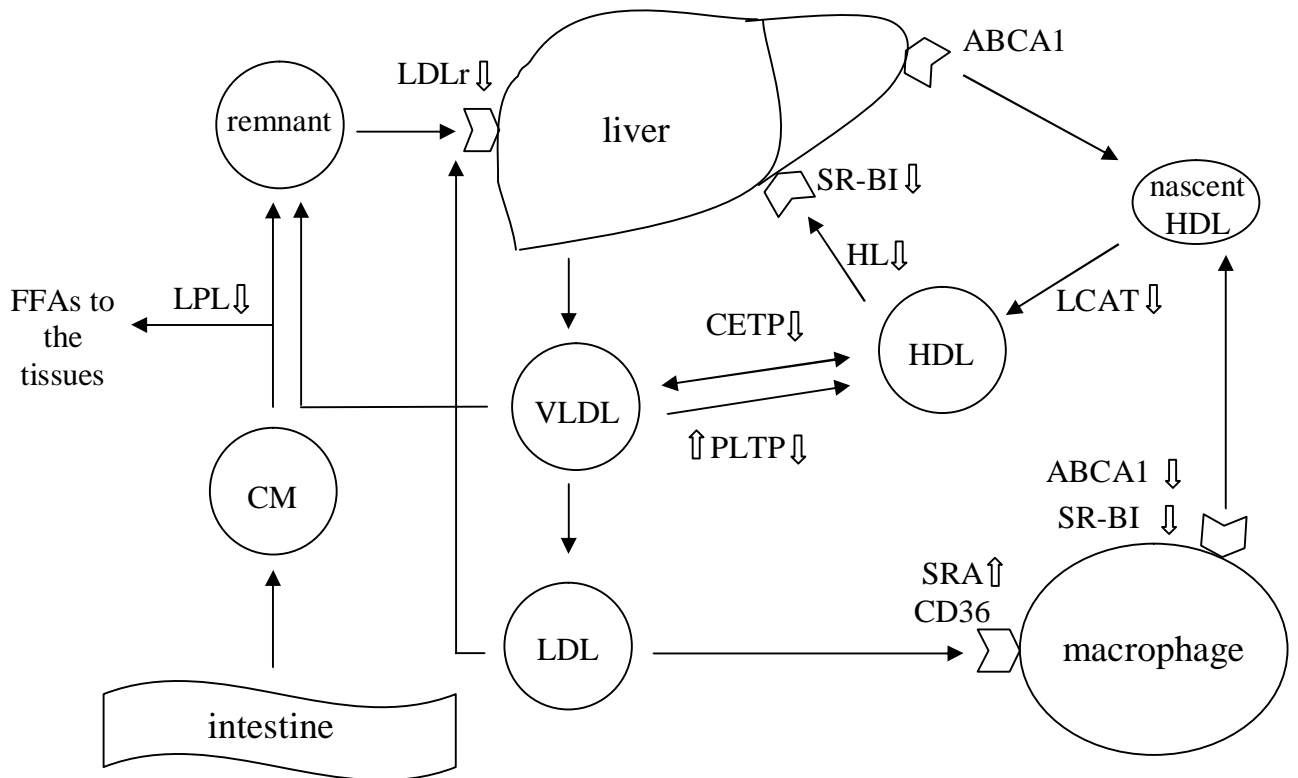 ABCA1
LDLr⇩
remnant
liver
SR-BI⇩
nascent
HDL
HL⇩
FFAs to
the
tissues
LPL⇩
LCAT⇩
CETP⇩
HDL
VLDL
⇧PLTP⇩
CM
ABCA1 ⇩
SR-BI ⇩
SRA⇧
CD36
LDL
macrophage
intestine